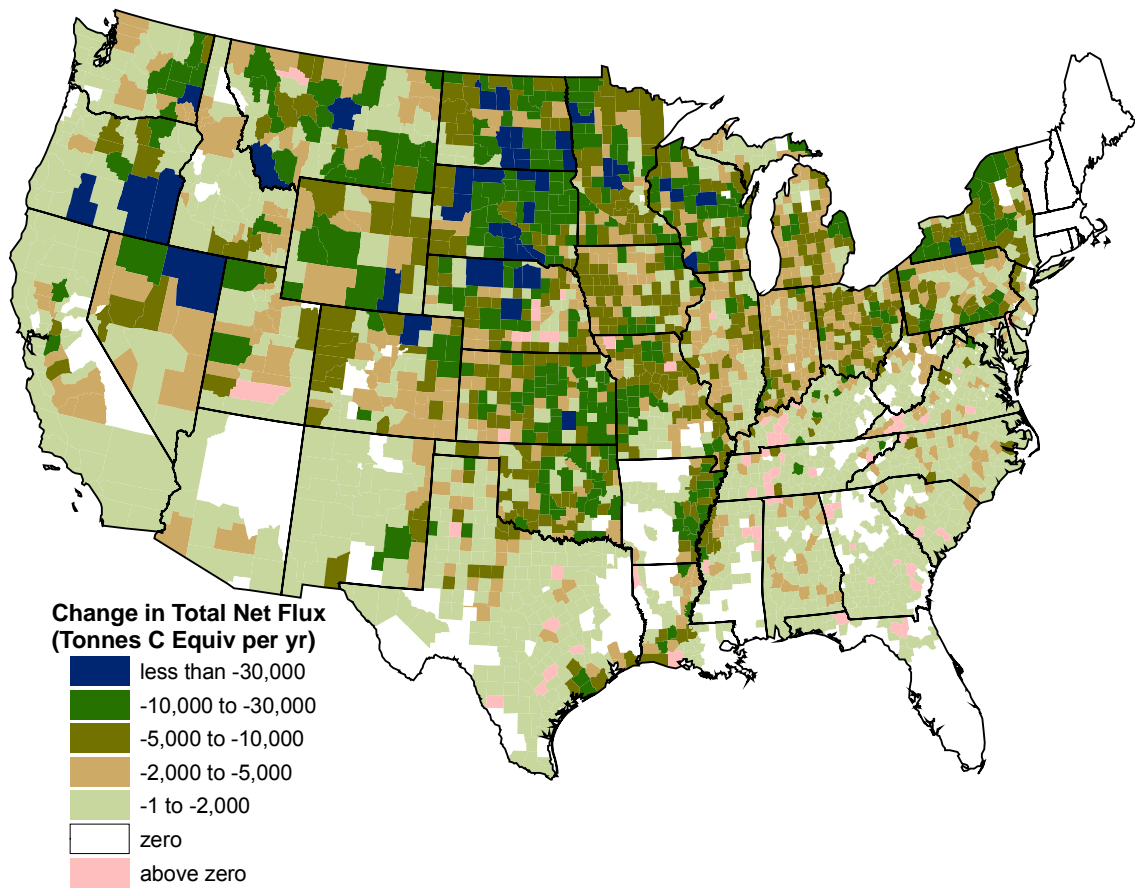 Change in Total Net Flux
(Tonnes C Equiv per yr)
less than -30,000
-10,000 to -30,000
-5,000 to -10,000
-2,000 to -5,000
-1 to -2,000
zero
above zero